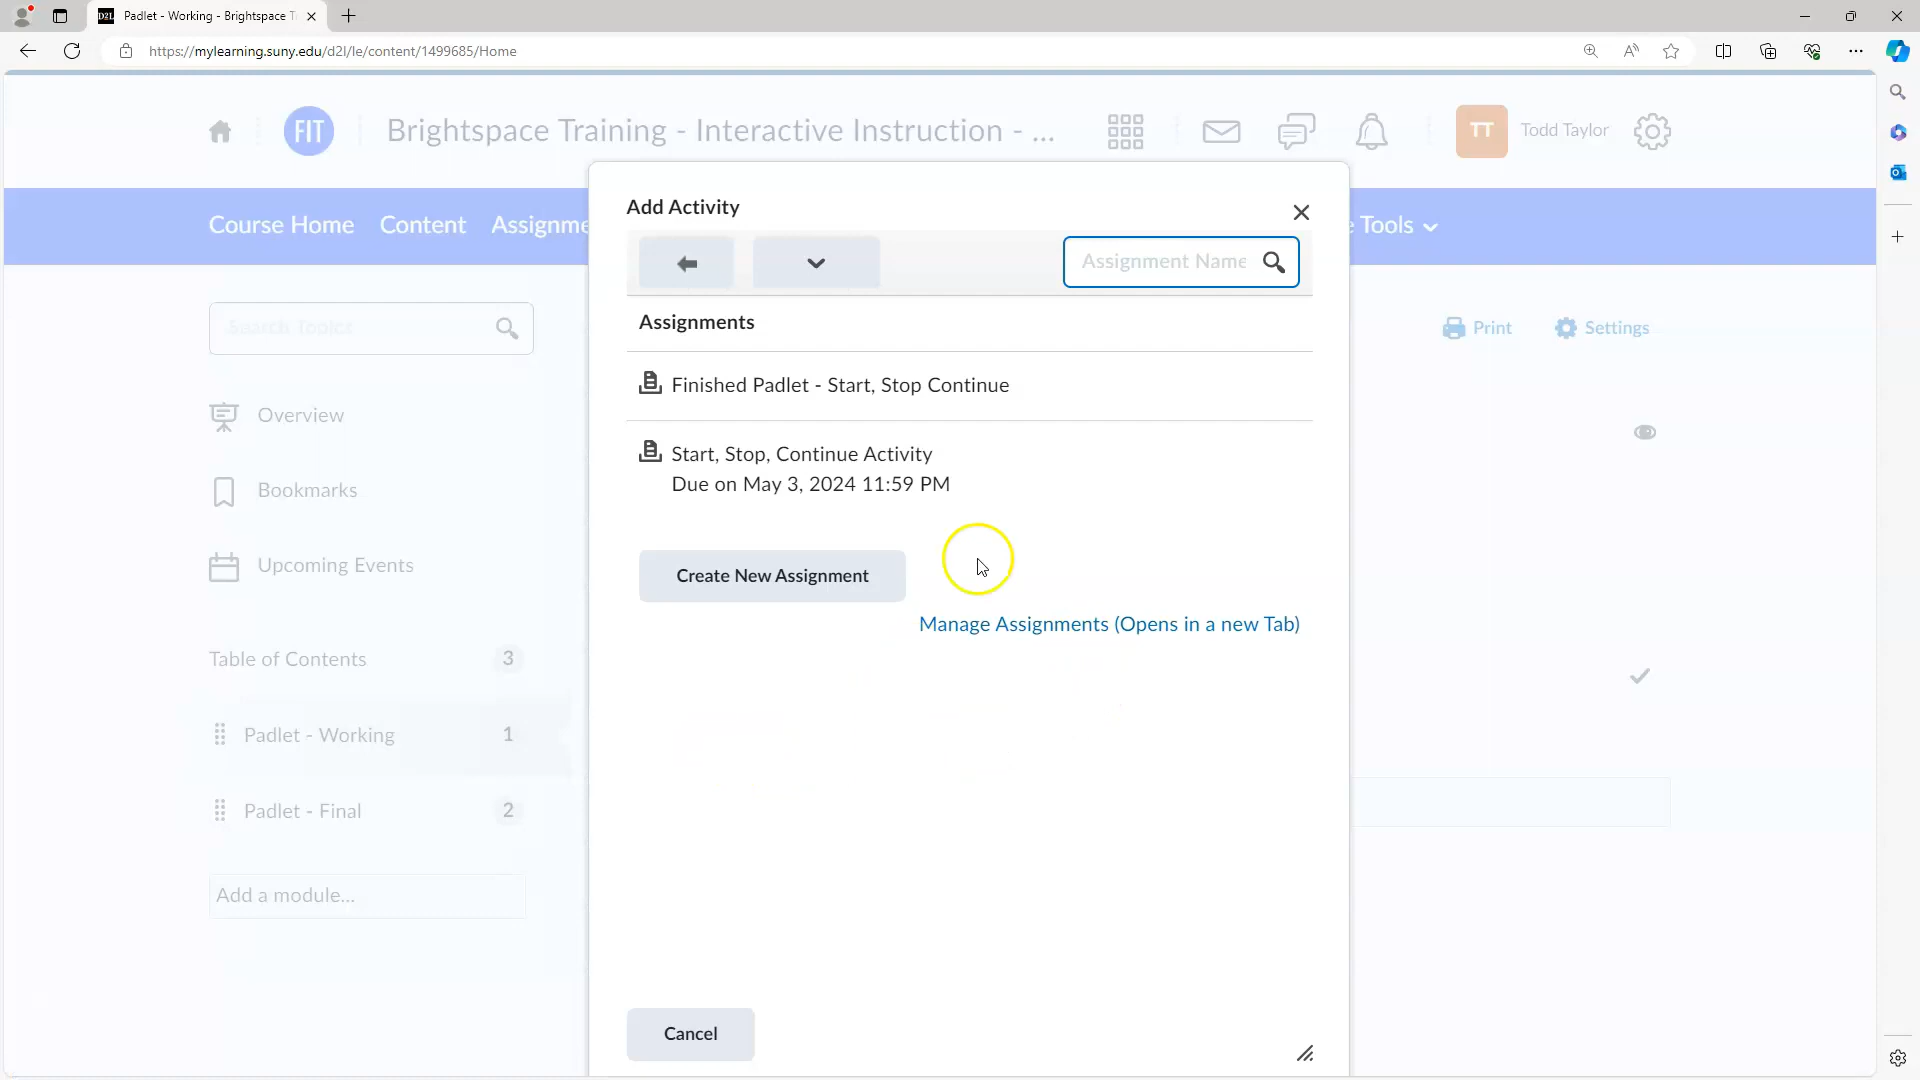 Padlet - Working - Brightspace T
https://mylearning.suny.edu/d2l/le/content/1499685/Home
FIT
Brightspace Training - Interactive Instruction - ...
TT
Todd Taylor
Course Home
Content
Assignme
e Tools
Add Activity
Assignment Name
Search Topics
Print
Settings
Assignments
Finished Padlet - Start, Stop Continue
Start, Stop, Continue Activity
Due on May 3, 2024 11:59 PM
Create New Assignment
Manage Assignments (Opens in a new Tab)
Overview
Bookmarks
Upcoming Events
Table of Contents 3
Padlet - Working 1
Padlet - Final 2
Add a module...
Cancel